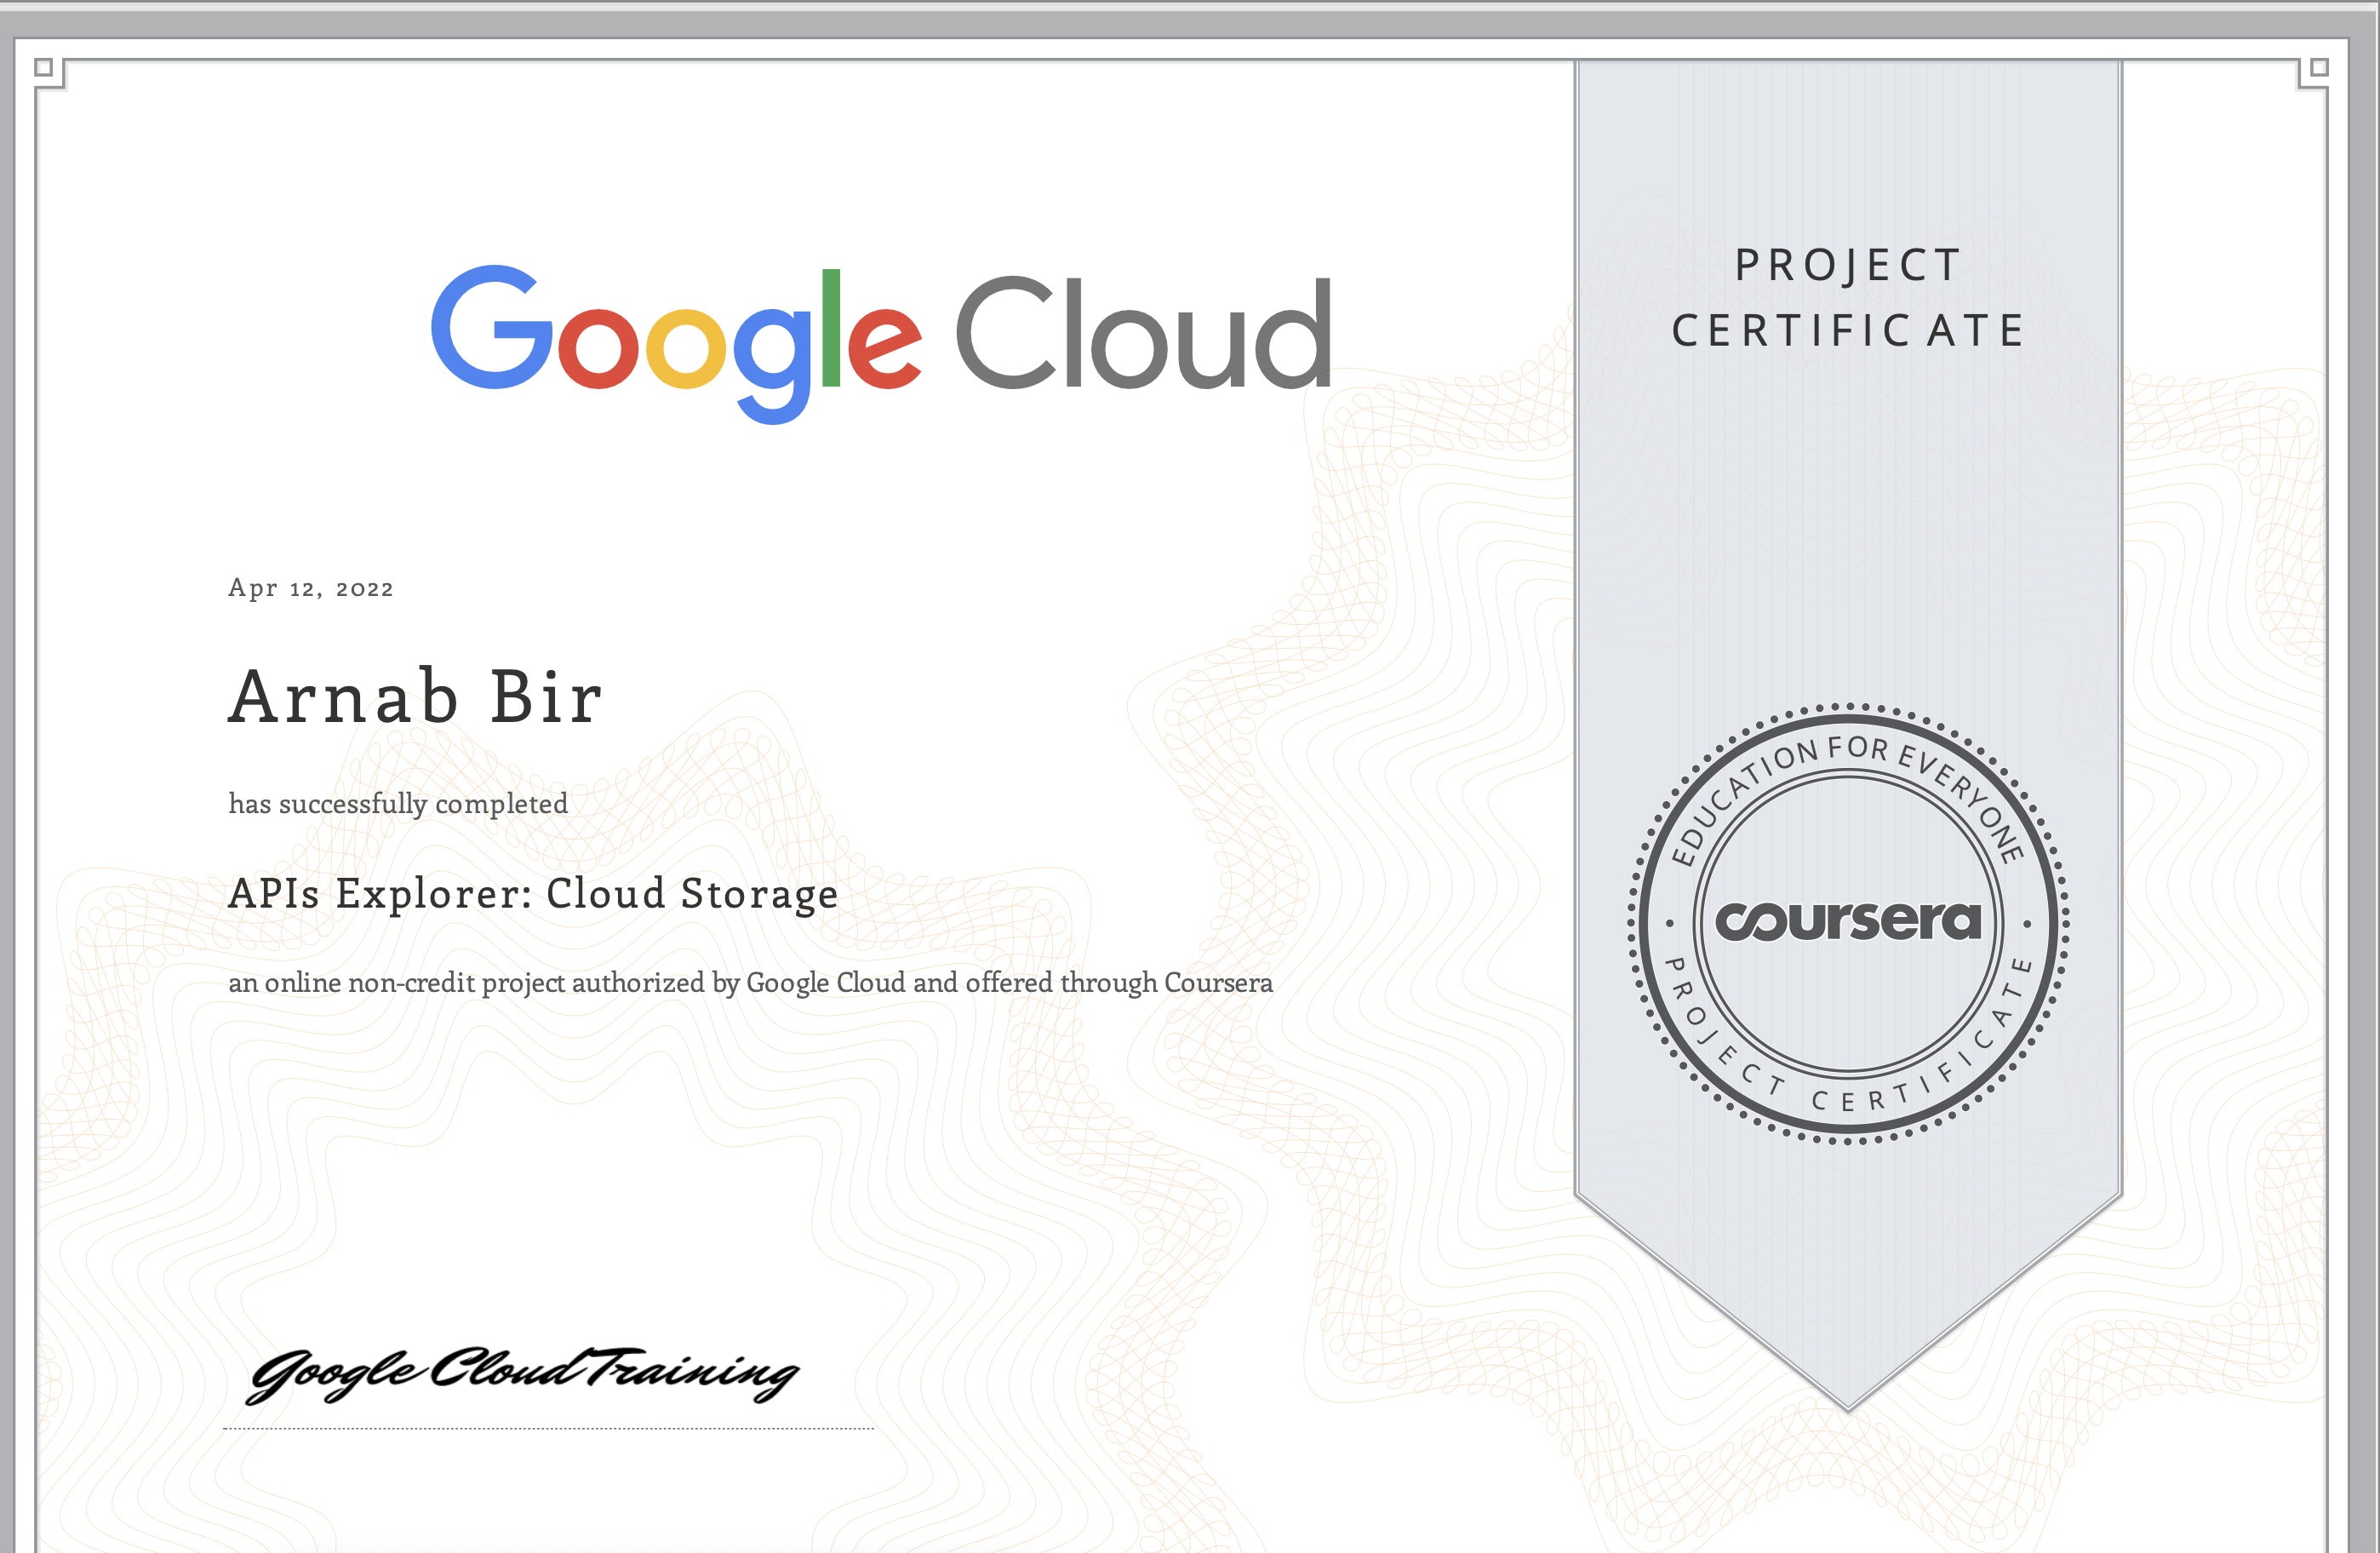 Google Cloud
PROJECT
CERTIFICATE
Apr 12, 2022
Arnab Bir
has successfully completed
APIs Explorer: Cloud Storage
an online non-credit project authorized by Google Cloud and offered through Coursera
EDUCATION FOR EVERYONE
coursera
PROJECT CERTIFICATE
Google Cloud Training